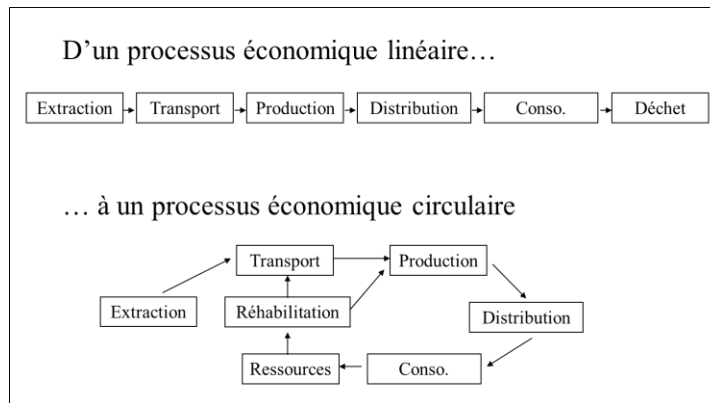 D’un processus économique linéaire…
Extraction Transport Production Distribution Conso. Déchet
… à un processus économique circulaire
Transport Production
Extraction Réhabilitation Distribution
Ressources Conso.